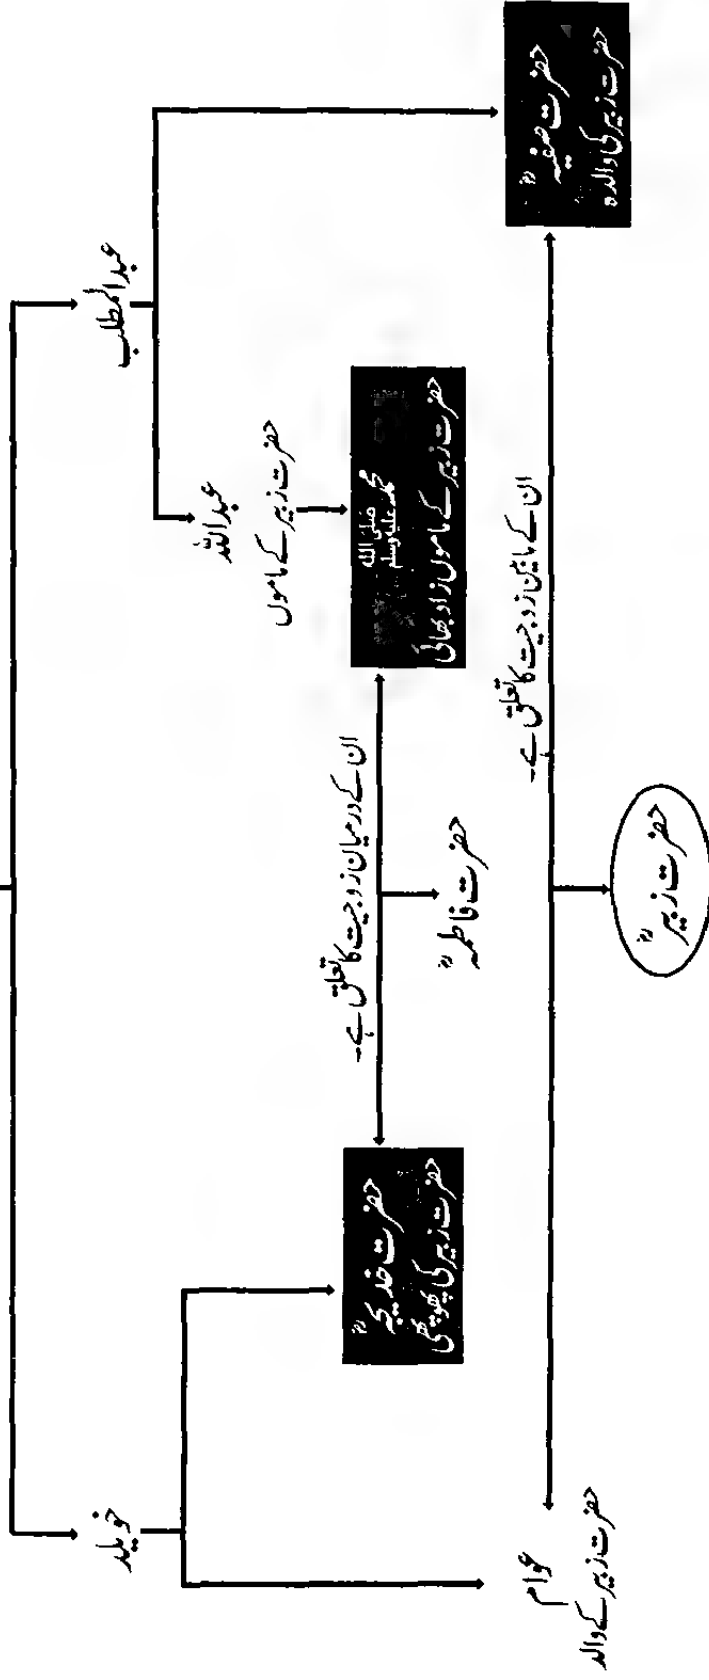 عبدالمطلب
خویلد
عبداللہ
حضرت زبیر کے ماموں
محمد صلی اللہ علیہ وسلم
حضرت زبیر کے ماموں زاد بھائی
ان کے درمیان زوجیت کا تعلق ہے۔
حضرت خدیجہؓ
حضرت زبیر کی پھوپھی
حضرت فاطمہؓ
حضرت صفیہؓ
حضرت زبیر کی والدہ
ان کے مابین زوجیت کا تعلق ہے۔
عوام
حضرت زبیر کے والد
حضرت زبیرؓ